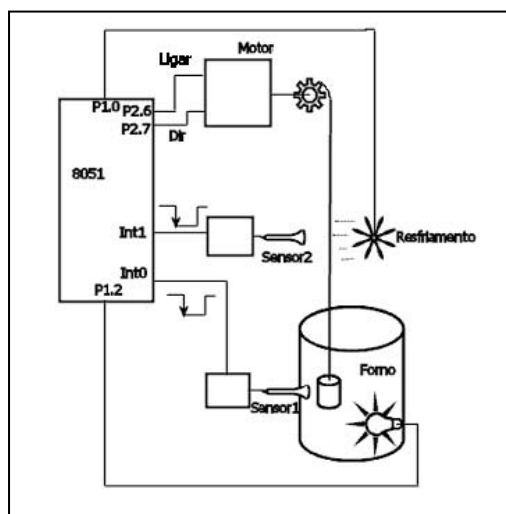 Ligar
Motor
P1.0
P2.6
P2.7
Dir
8051
Int1
Sensor2
Resfriamento
Int0
P1.2
Forno
Sensor1